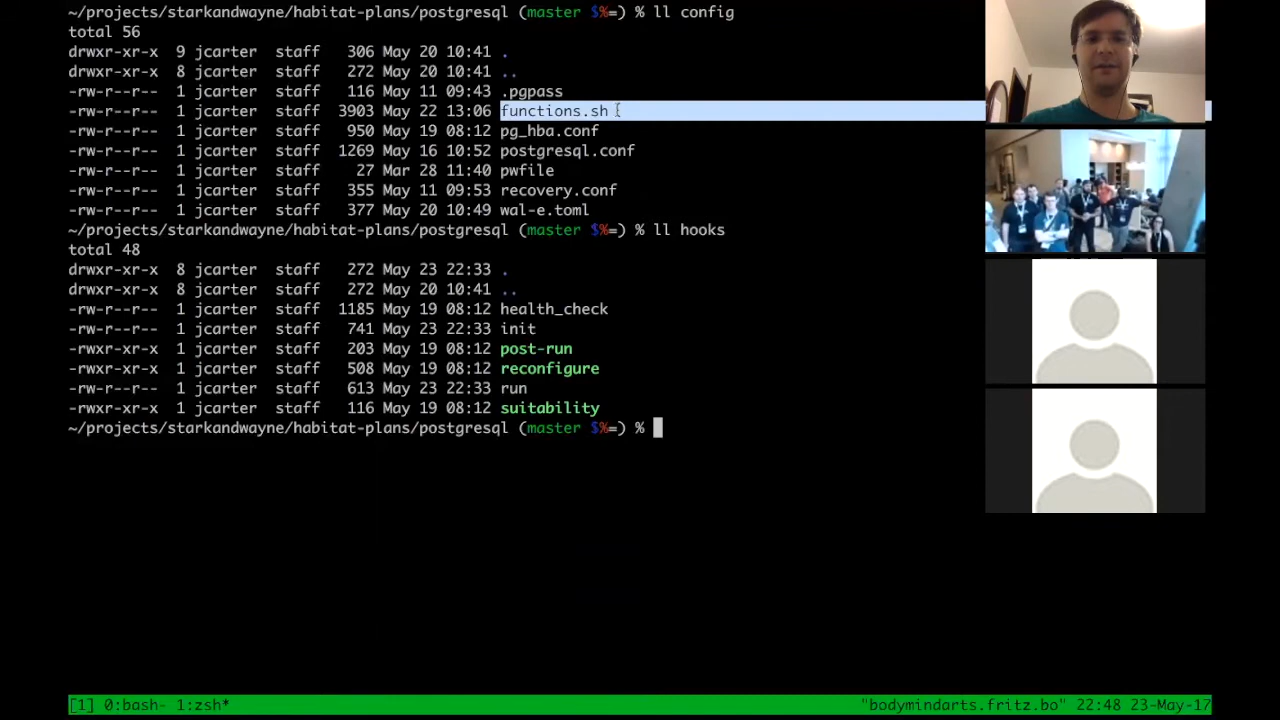 ~/projects/starkandwayne/habitat-plans/postgresql (master $%=) % ll config
total 56
drwxr-xr-x 9 jcarter staff 306 May 20 10:41 .
drwxr-xr-x 8 jcarter staff 272 May 20 10:41 ..
-rw-r--r-- 1 jcarter staff 116 May 11 09:43 .pgpass
-rw-r--r-- 1 jcarter staff 3903 May 22 13:06 functions.sh
-rw-r--r-- 1 jcarter staff 950 May 19 08:12 pg_hba.conf
-rw-r--r-- 1 jcarter staff 1269 May 16 10:52 postgresql.conf
-rw-r--r-- 1 jcarter staff 27 Mar 28 11:40 pwfile
-rw-r--r-- 1 jcarter staff 355 May 11 09:53 recovery.conf
-rw-r--r-- 1 jcarter staff 377 May 20 10:49 wal-e.toml
~/projects/starkandwayne/habitat-plans/postgresql (master $%=) % ll hooks
total 48
drwxr-xr-x 8 jcarter staff 272 May 23 22:33 .
drwxr-xr-x 8 jcarter staff 272 May 20 10:41 ..
-rw-r--r-- 1 jcarter staff 1185 May 19 08:12 health_check
-rw-r--r-- 1 jcarter staff 741 May 23 22:33 init
-rwxr-xr-x 1 jcarter staff 203 May 19 08:12 post-run
-rwxr-xr-x 1 jcarter staff 508 May 19 08:12 reconfigure
-rw-r--r-- 1 jcarter staff 613 May 23 22:33 run
-rwxr-xr-x 1 jcarter staff 116 May 19 08:12 suitability
~/projects/starkandwayne/habitat-plans/postgresql (master $%=) %
[1] 0:bash- 1:zsh* "bodymindarts.fritz.bo" 22:48 23-May-17